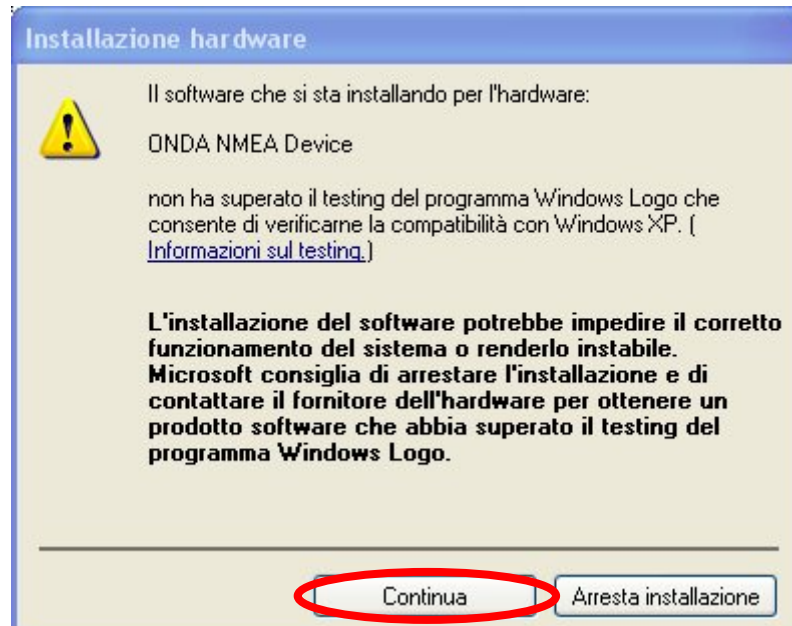 Installazione hardware
Il software che si sta installando per l'hardware:
ONDA NMEA Device
non ha superato il testing del programma Windows Logo che
consente di verificarne la compatibilità con Windows XP. (
Informazioni sul testing.)
L'installazione del software potrebbe impedire il corretto
funzionamento del sistema o renderlo instabile.
Microsoft consiglia di arrestare l'installazione e di
contattare il fornitore dell'hardware per ottenere un
prodotto software che abbia superato il testing del
programma Windows Logo.
Continua
Arresta installazione